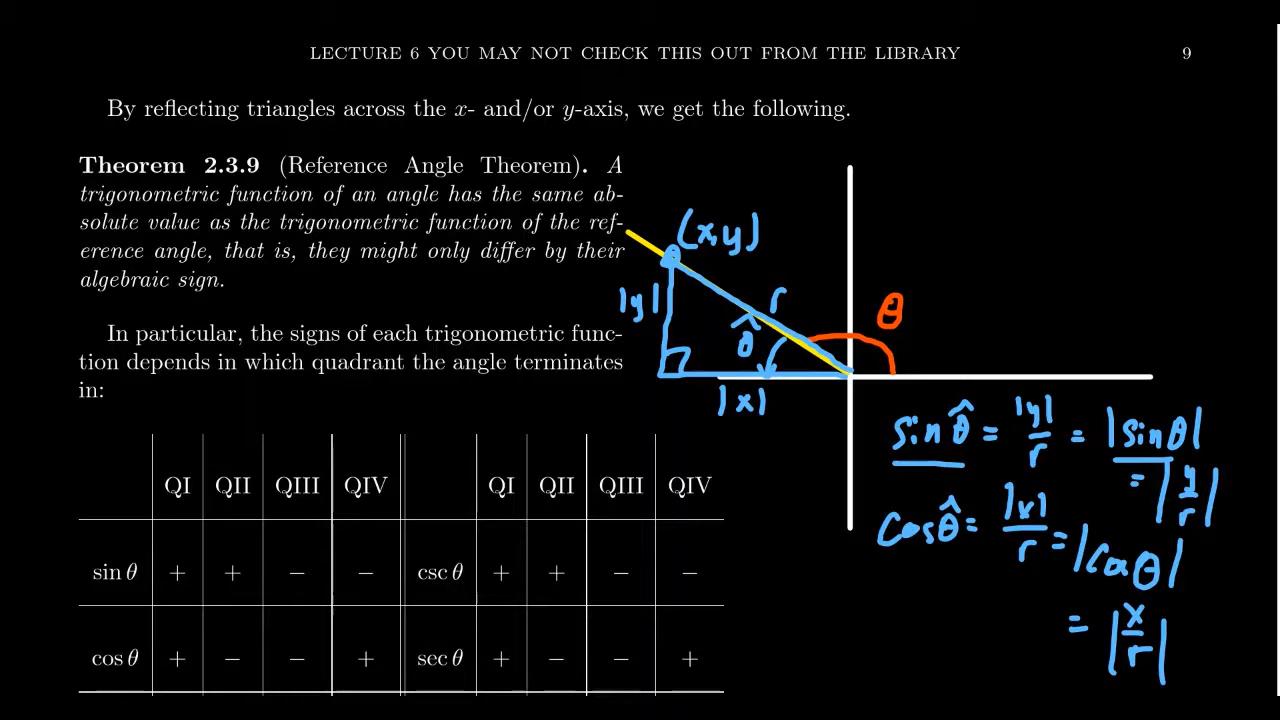 LECTURE 6 YOU MAY NOT CHECK THIS OUT FROM THE LIBRARY 9
By reflecting triangles across the x- and/or y-axis, we get the following.
Theorem 2.3.9 (Reference Angle Theorem). A
trigonometric function of an angle has the same ab-
solute value as the trigonometric function of the ref-
erence angle, that is, they might only differ by their
algebraic sign.
In particular, the signs of each trigonometric func-
tion depends in which quadrant the angle terminates
in:
QI QII QIII QIV QI QII QIII QIV
sin θ + + − − csc θ + + − −
cos θ + − − + sec θ + − − +
(x,y)
|y|
r
θ̂
θ
|x|
sin θ̂ = |y|/r = |sin θ|
= |y/r|
cos θ̂ = |x|/r = |cos θ|
= |x/r|